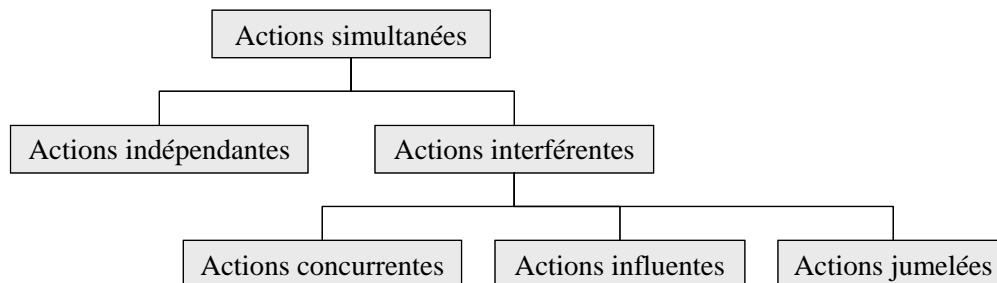 Actions simultanées
Actions indépendantes
Actions interférentes
Actions concurrentes
Actions influentes
Actions jumelées